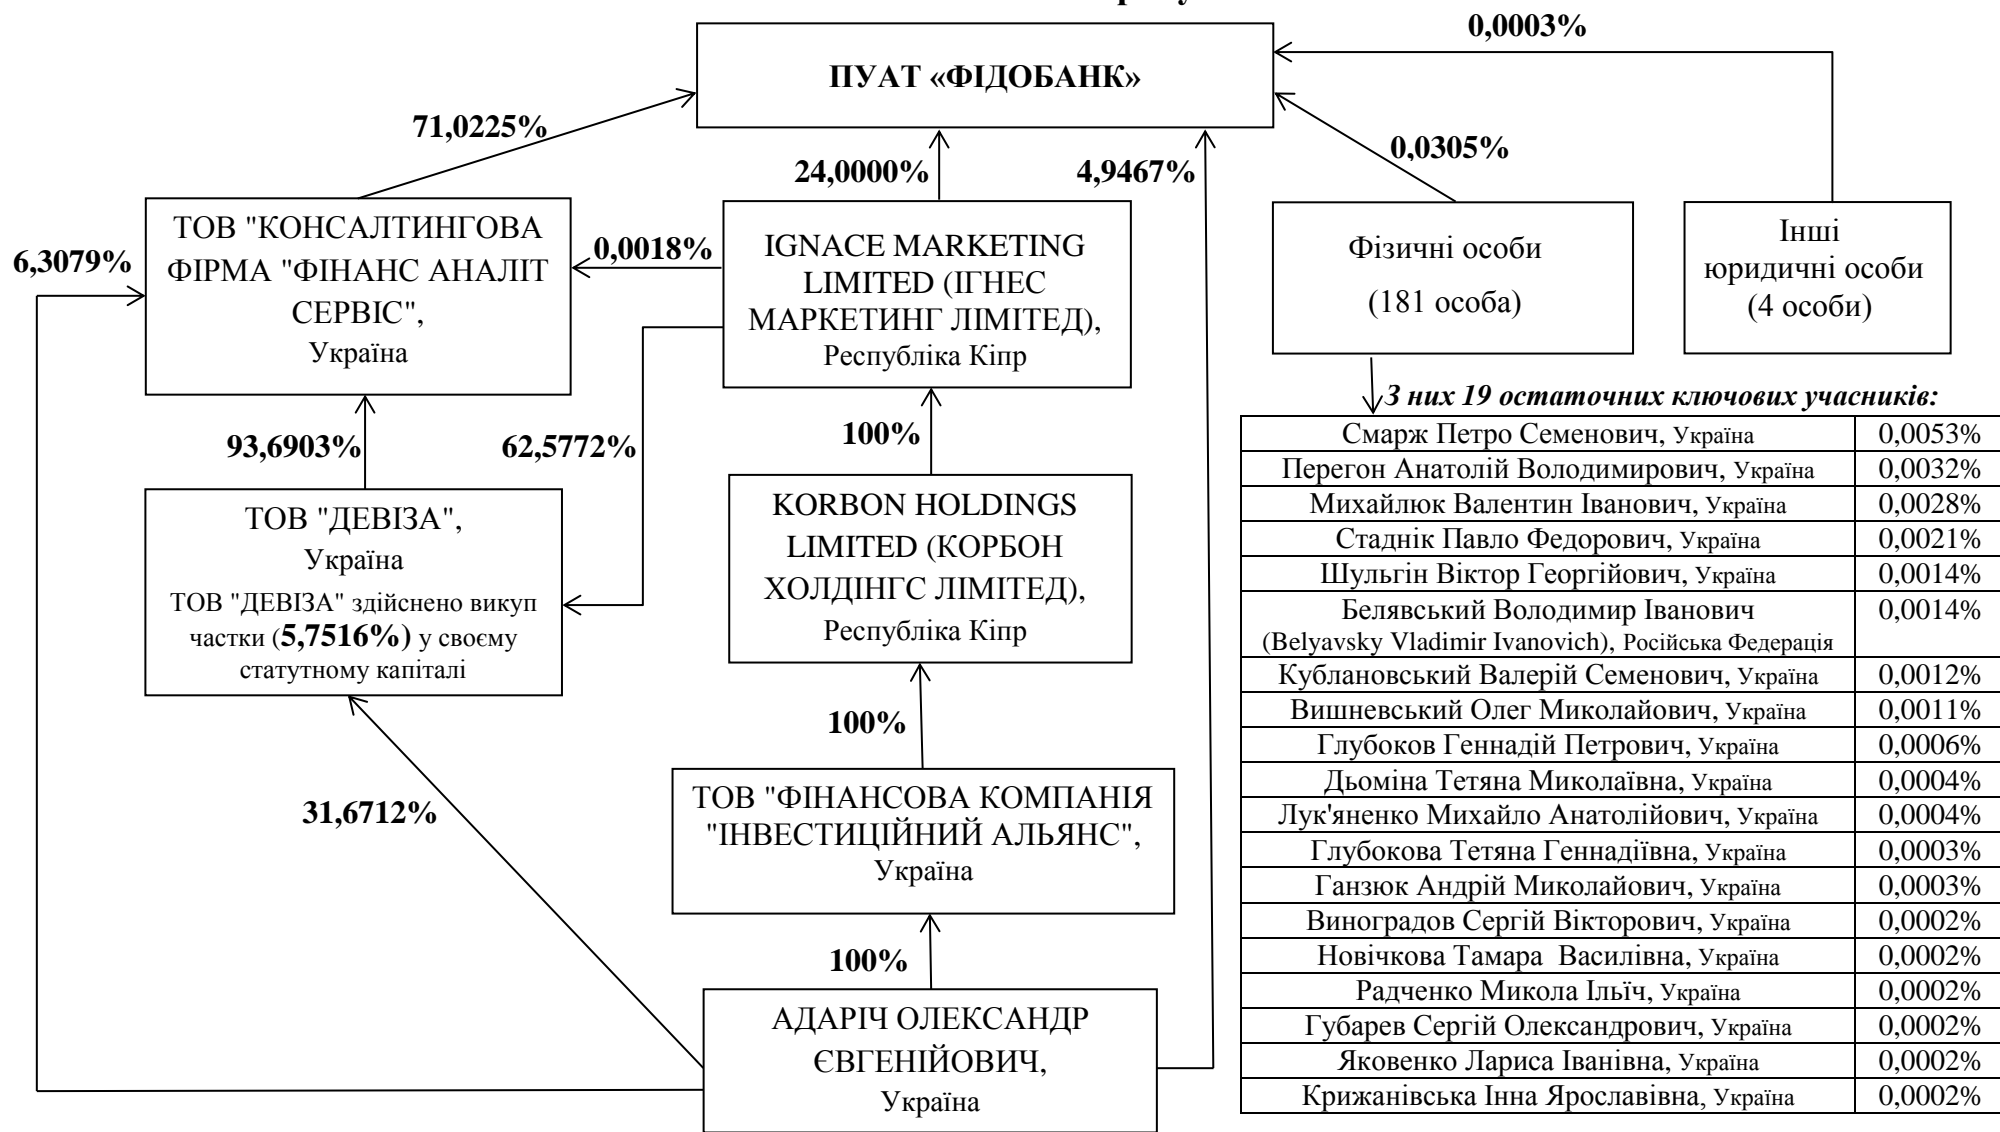 0,0003%
ПУАТ «ФІДОБАНК»
71,0225%
24,0000%
4,9467%
0,0305%
ТОВ "КОНСАЛТИНГОВА
ФІРМА "ФІНАНС АНАЛІТ
СЕРВІС",
Україна
6,3079%
0,0018%
IGNACE MARKETING
LIMITED (ІГНЕС
МАРКЕТИНГ ЛІМІТЕД),
Республіка Кіпр
Фізичні особи
(181 особа)
Інші
юридичні особи
(4 особи)
93,6903%
62,5772%
100%
ТОВ "ДЕВІЗА",
Україна
ТОВ "ДЕВІЗА" здійснено викуп
частки (5,7516%) у своєму
статутному капіталі
KORBON HOLDINGS
LIMITED (КОРБОН
ХОЛДІНГС ЛІМІТЕД),
Республіка Кіпр
100%
31,6712%
ТОВ "ФІНАНСОВА КОМПАНІЯ
"ІНВЕСТИЦІЙНИЙ АЛЬЯНС",
Україна
100%
АДАРІЧ ОЛЕКСАНДР
ЄВГЕНІЙОВИЧ,
Україна
З них 19 остаточних ключових учасників:
Смарж Петро Семенович, Україна 0,0053%
Перегон Анатолій Володимирович, Україна 0,0032%
Михайлюк Валентин Іванович, Україна 0,0028%
Стаднік Павло Федорович, Україна 0,0021%
Шульгін Віктор Георгійович, Україна 0,0014%
Белявський Володимир Іванович 0,0014%
(Belyavsky Vladimir Ivanovich), Російська Федерація
Кублановський Валерій Семенович, Україна 0,0012%
Вишневський Олег Миколайович, Україна 0,0011%
Глубоков Геннадій Петрович, Україна 0,0006%
Дьоміна Тетяна Миколаївна, Україна 0,0004%
Лук'яненко Михайло Анатолійович, Україна 0,0004%
Глубокова Тетяна Геннадіївна, Україна 0,0003%
Ганзюк Андрій Миколайович, Україна 0,0003%
Виноградов Сергій Вікторович, Україна 0,0002%
Новічкова Тамара Василівна, Україна 0,0002%
Радченко Микола Ілыч, Україна 0,0002%
Губарев Сергій Олександрович, Україна 0,0002%
Яковенко Лариса Іванівна, Україна 0,0002%
Крижанівська Інна Ярославівна, Україна 0,0002%